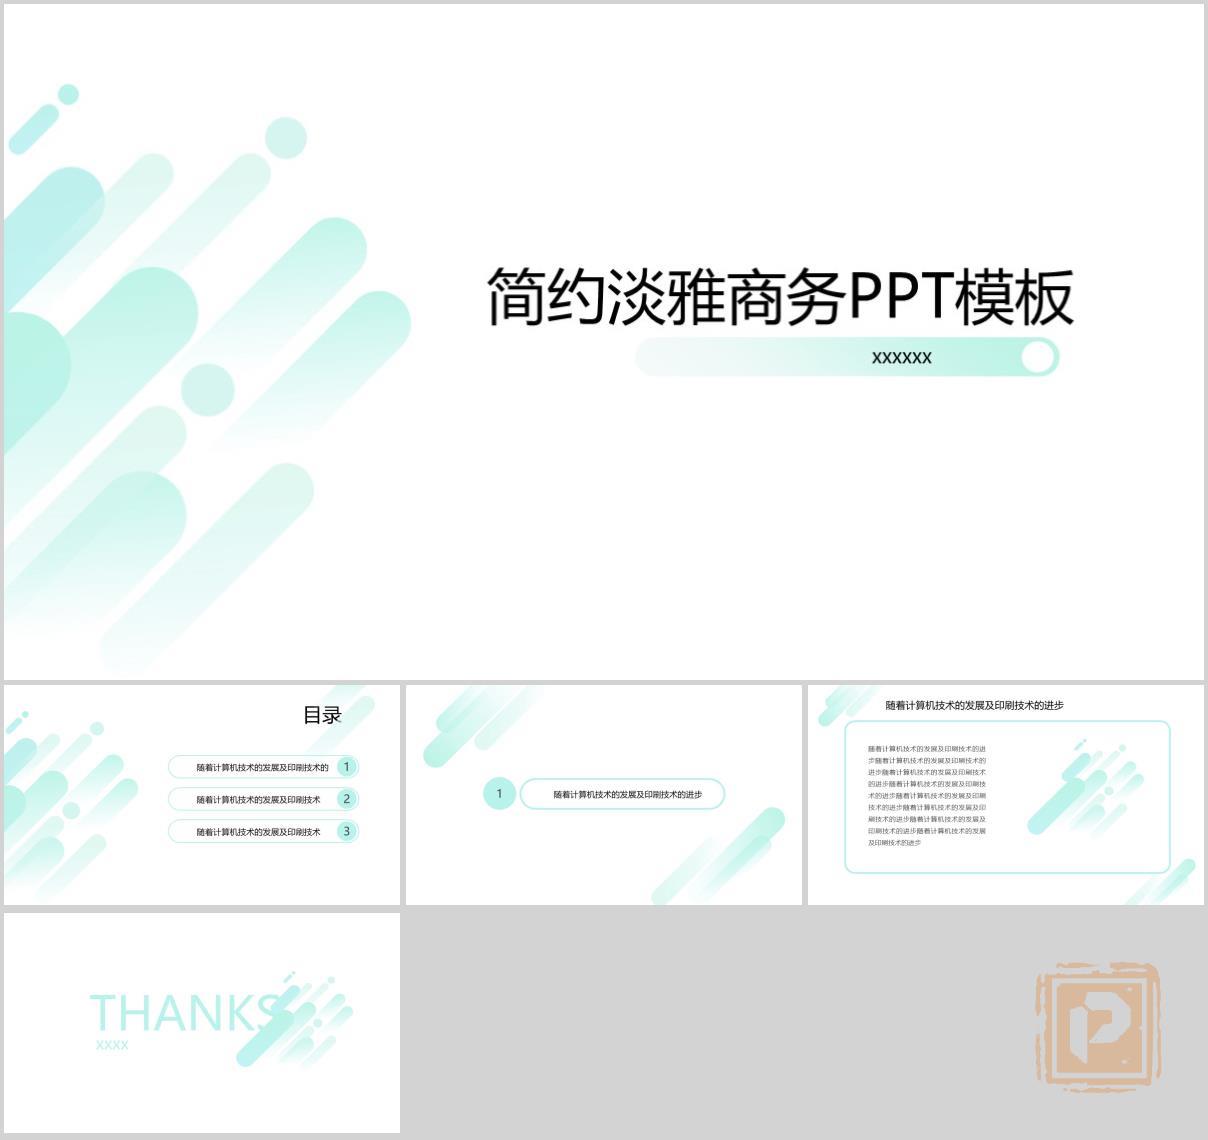 简约淡雅商务PPT模板
XXXXXX
目录
随着计算机技术的发展及印刷技术的 1
随着计算机技术的发展及印刷技术 2
随着计算机技术的发展及印刷技术 3
1 随着计算机技术的发展及印刷技术的进步
随着计算机技术的发展及印刷技术的进步
随着计算机技术的发展及印刷技术的进
步随着计算机技术的发展及印刷技术的
进步随着计算机技术的发展及印刷技术
的进步随着计算机技术的发展及印刷技
术的进步随着计算机技术的发展及印刷
技术的进步随着计算机技术的发展及印
刷技术的进步随着计算机技术的发展及
印刷技术的进步随着计算机技术的发展
及印刷技术的进步
THANKS
XXXX
P